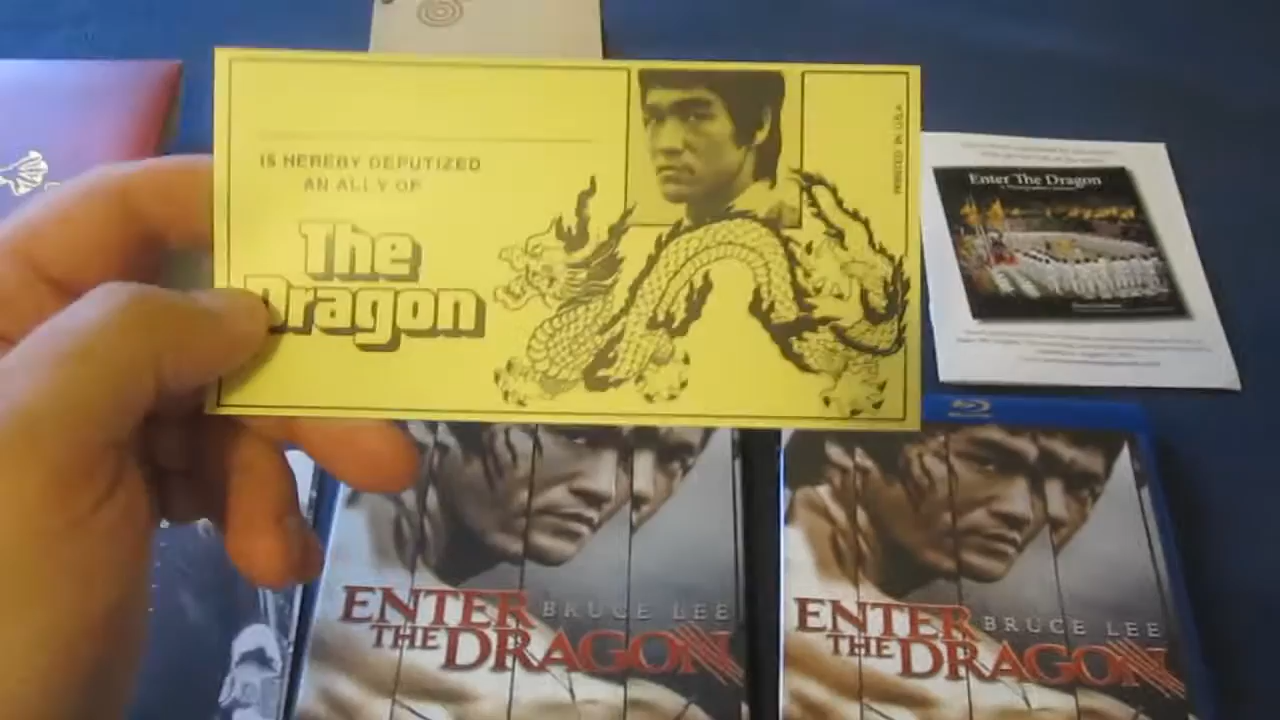 IS HEREBY DEPUTIZED
AN ALLY OF
The
Dragon
PRINTED IN U.S.A.
Enter The Dragon
ENTER BRUCE LEE
THE DRAGON
ENTER BRUCE LEE
THE DRAGON